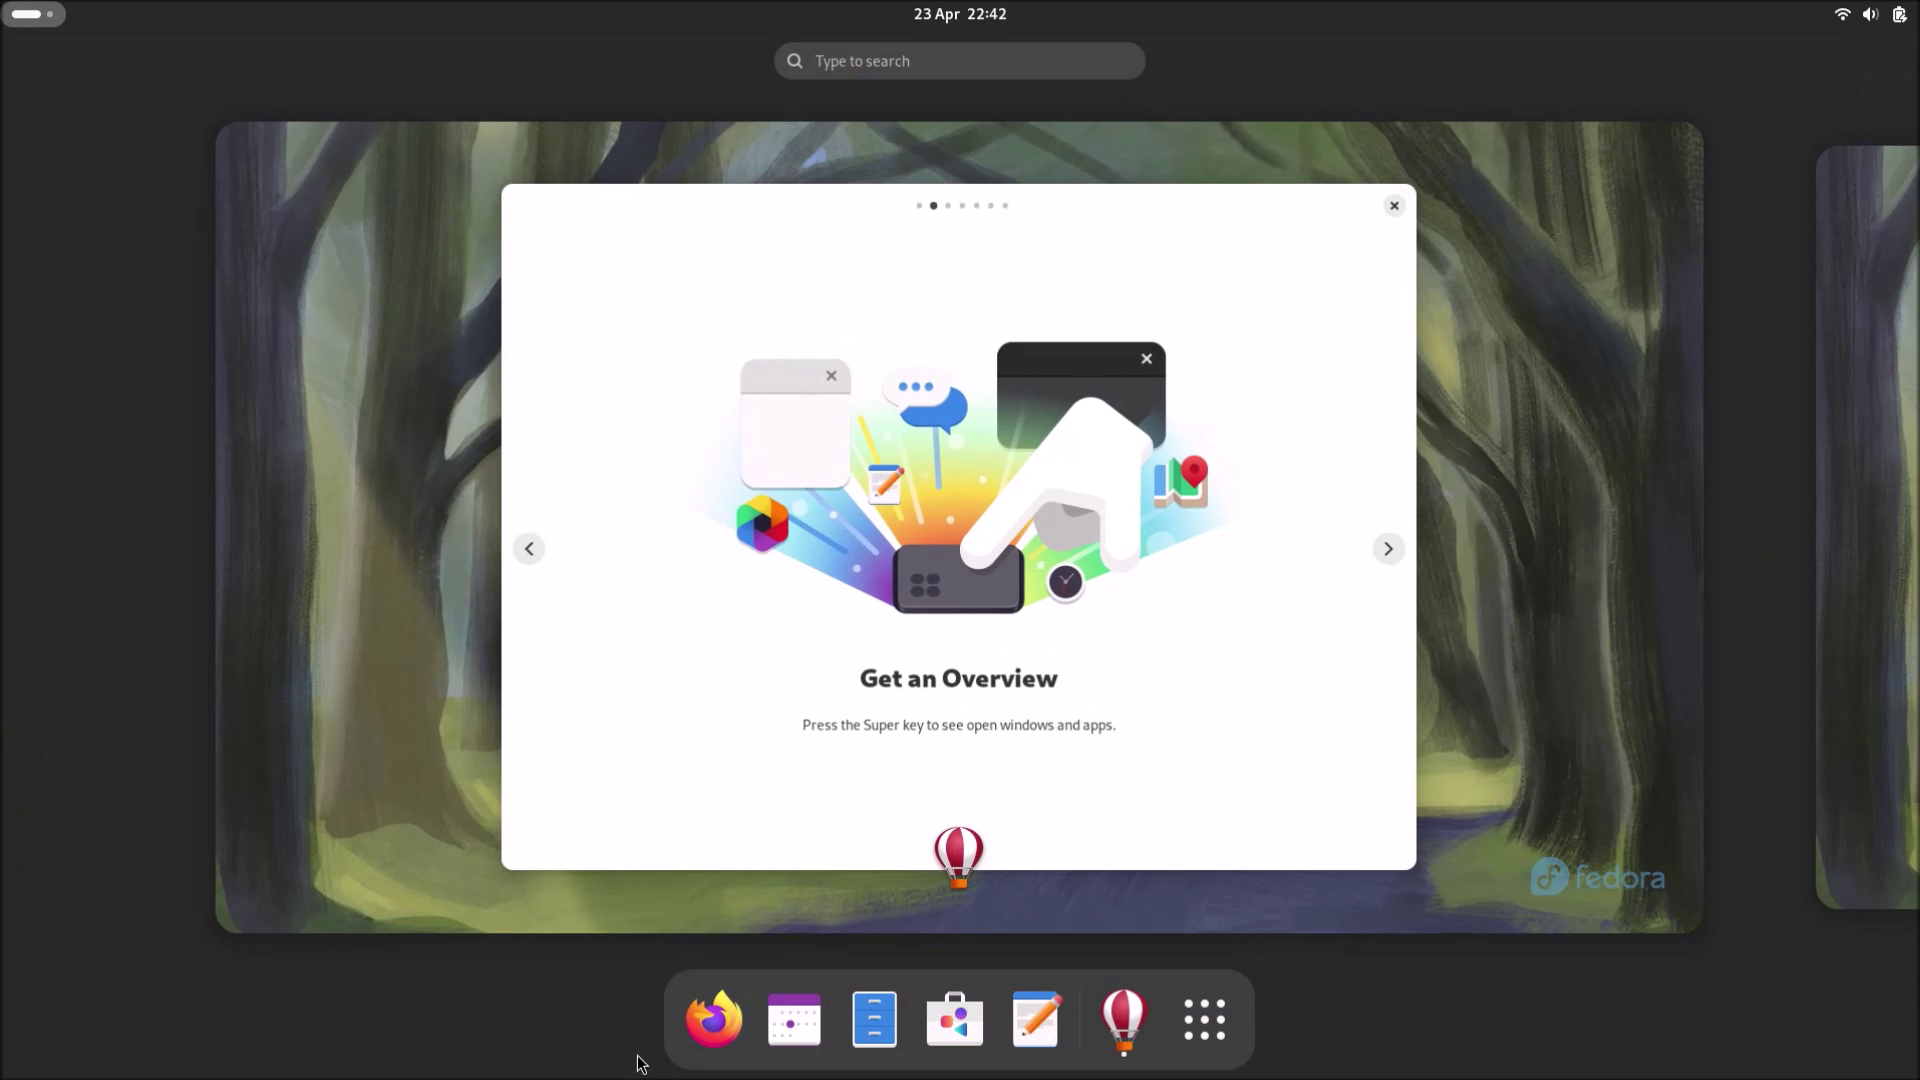 23 Apr 22:42
Type to search
Get an Overview
Press the Super key to see open windows and apps.
fedora